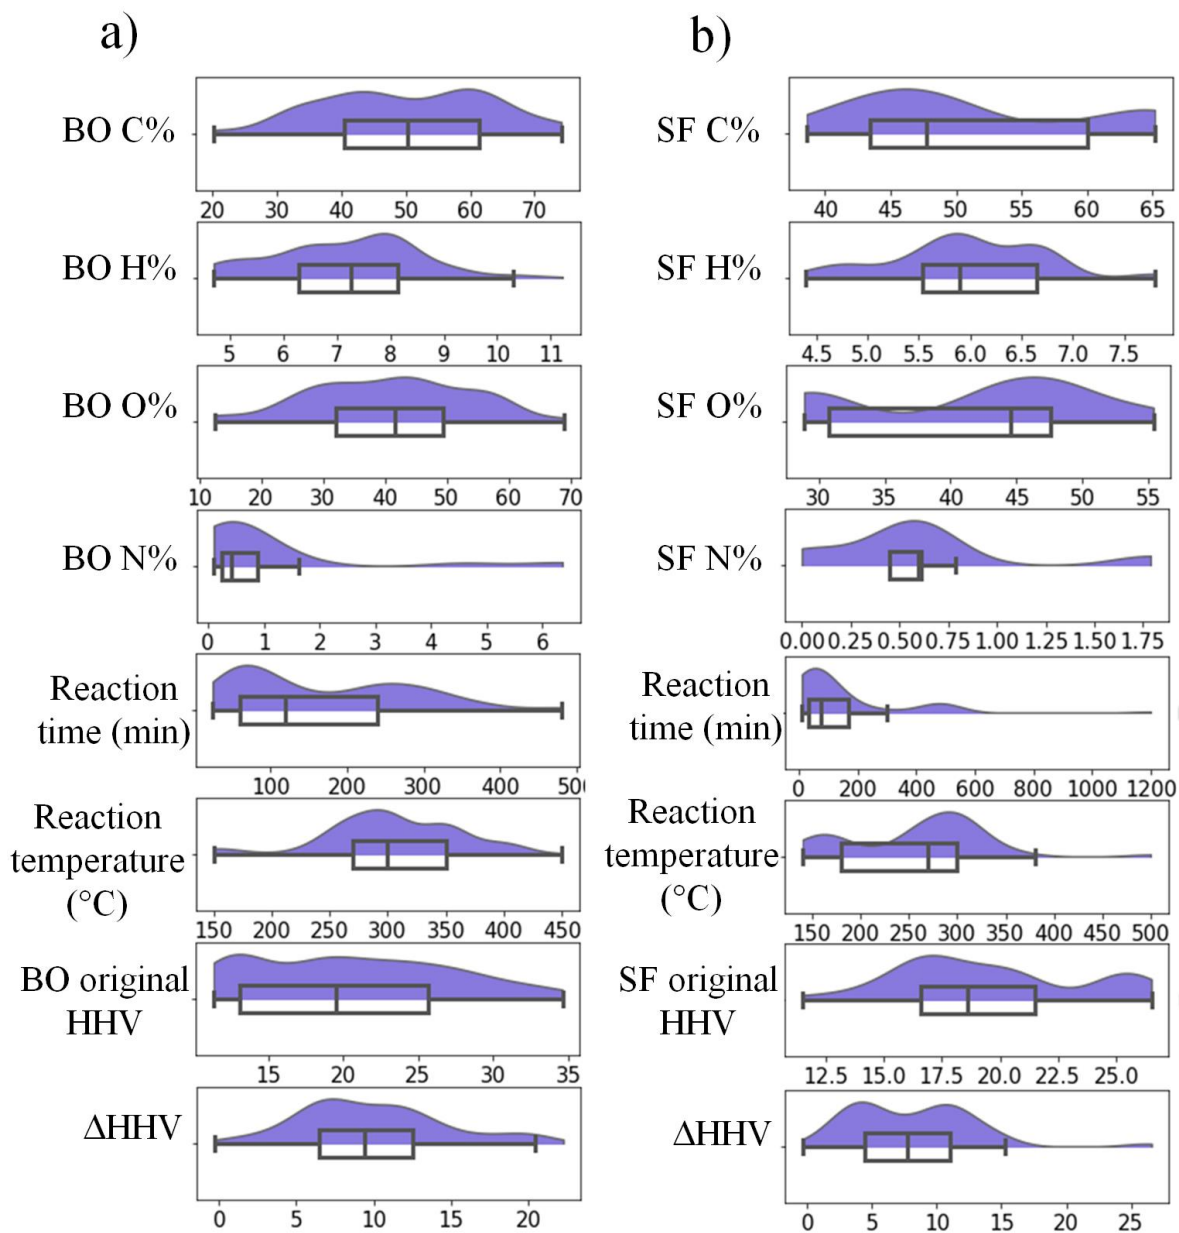 a)
BO C%
20 30 40 50 60 70
BO H%
5 6 7 8 9 10 11
BO O%
10 20 30 40 50 60 70
BO N%
0 1 2 3 4 5 6
Reaction
time (min)
100 200 300 400 500
Reaction
temperature
(°C)
150 200 250 300 350 400 450
BO original
HHV
15 20 25 30 35
ΔHHV
0 5 10 15 20
b)
SF C%
40 45 50 55 60 65
SF H%
4.5 5.0 5.5 6.0 6.5 7.0 7.5
SF O%
30 35 40 45 50 55
SF N%
0.00 0.25 0.50 0.75 1.00 1.25 1.50 1.75
Reaction
time (min)
0 200 400 600 800 1000 1200
Reaction
temperature
(°C)
150 200 250 300 350 400 450 500
SF original
HHV
12.5 15.0 17.5 20.0 22.5 25.0
ΔHHV
0 5 10 15 20 25